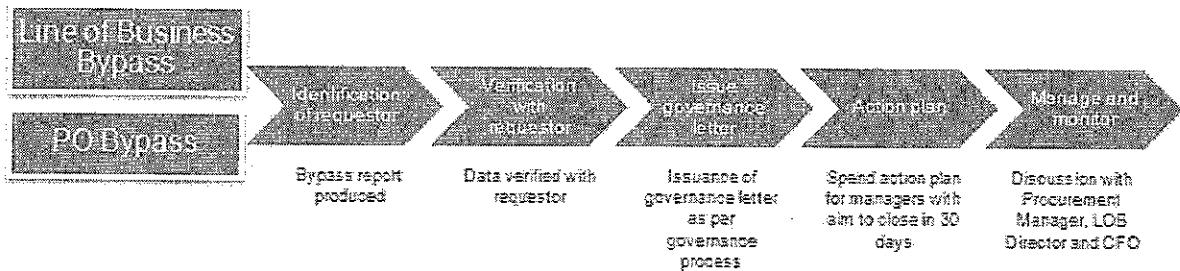 Line of Business
Bypass
PO Bypass
Identification
of requestor
Verification
with
requestor
Issue
governance
letter
Action plan
Manage and
monitor
Bypass report
produced
Data verified with
requestor
Issuance of
governance letter
as per
governance
process
Spend action plan
for managers with
aim to close in 30
days
Discussion with
Procurement
Manager, LOB
Director and CFO